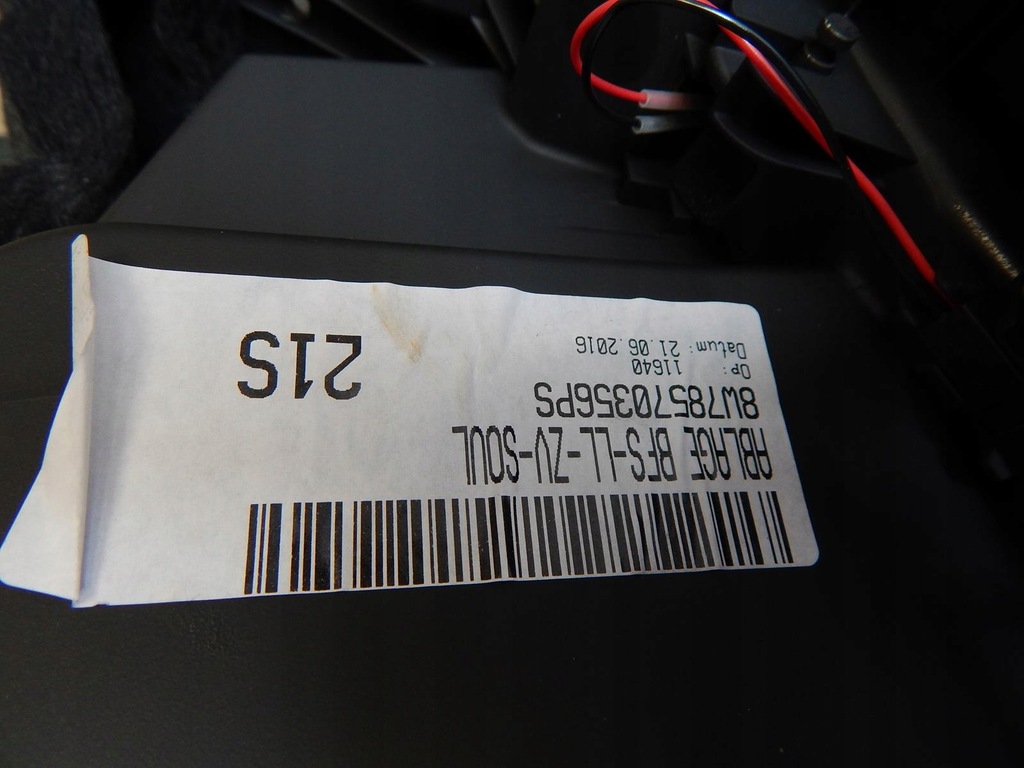 ABLAGE BFS-LL-ZV-SOUL
8W78570356PS
Op: 11640
Datum: 21.06.2016
21S